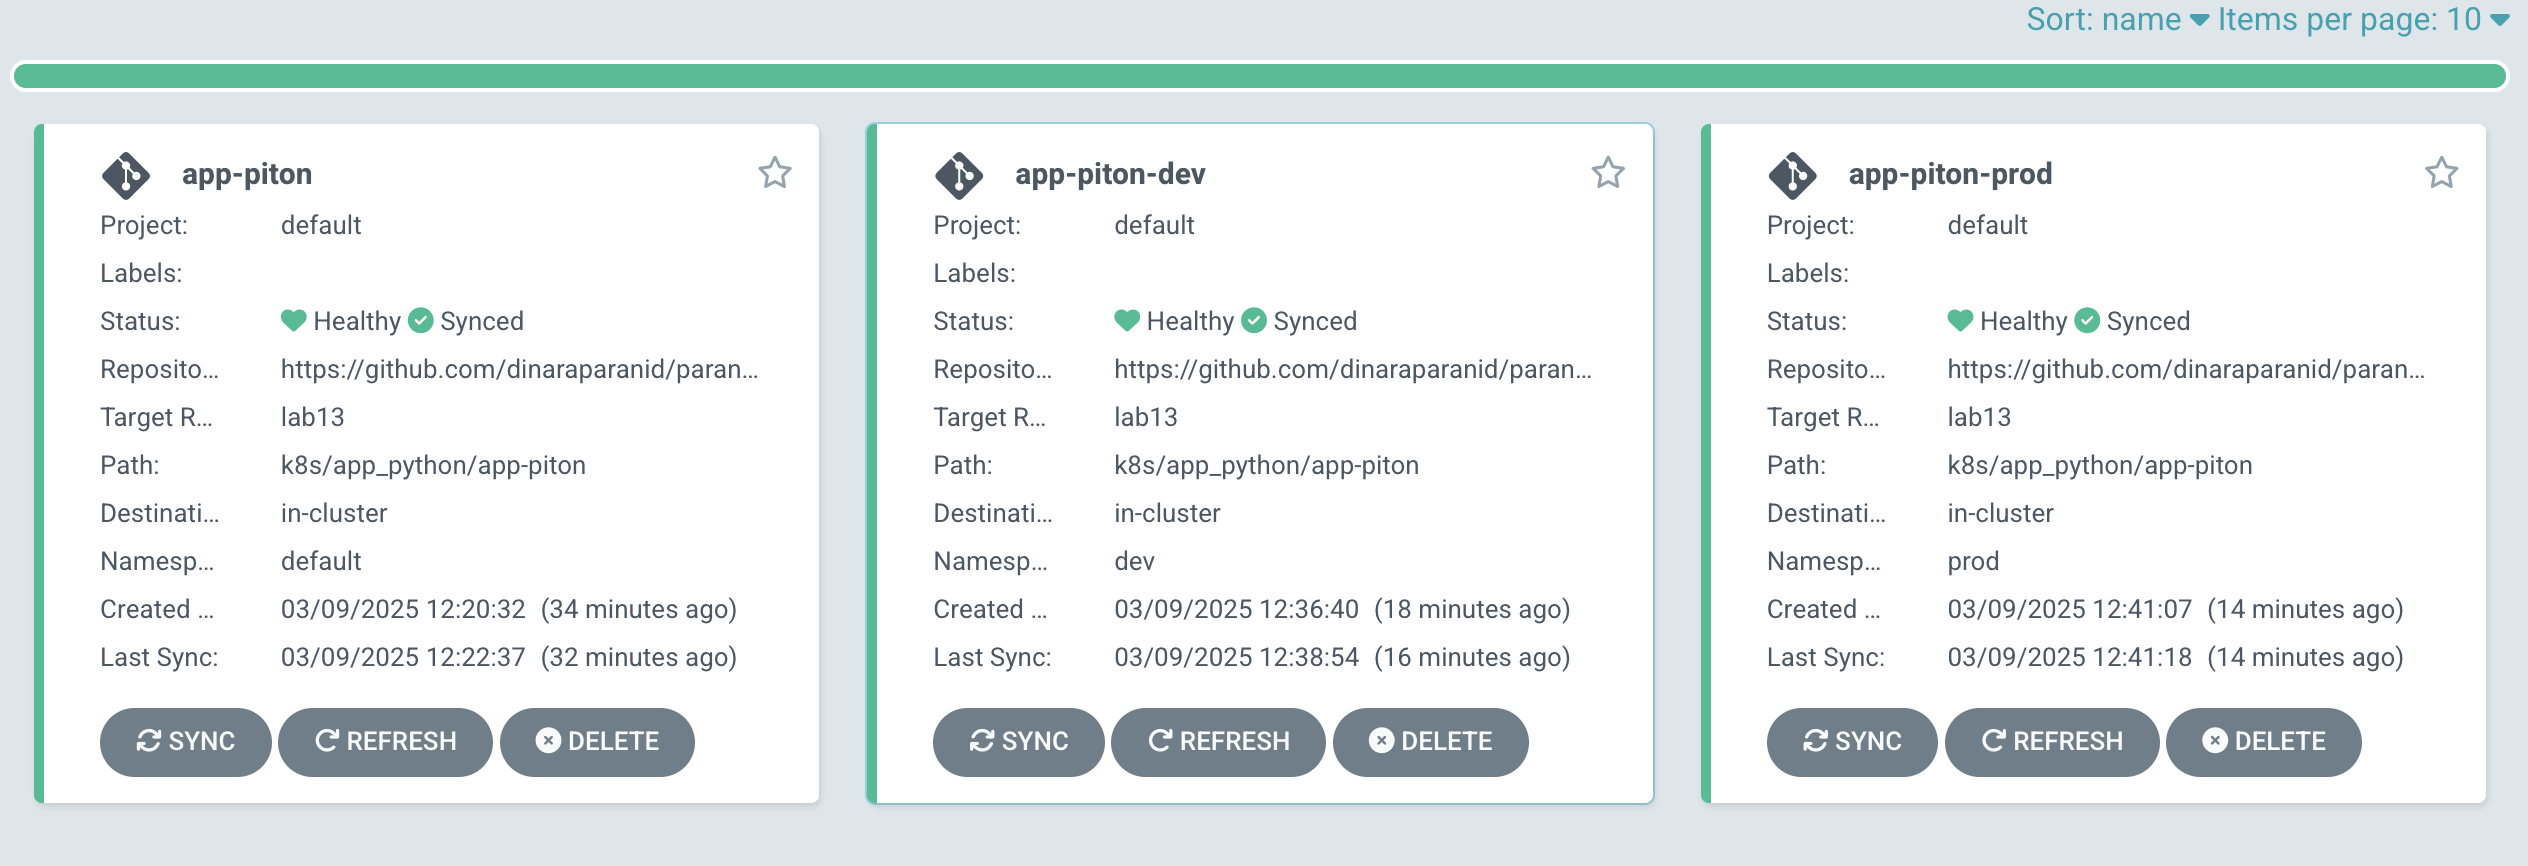 Sort: name Items per page: 10
app-piton
Project: default
Labels:
Status: Healthy Synced
Reposito... https://github.com/dinaraparanid/paran...
Target R... lab13
Path: k8s/app_python/app-piton
Destinati... in-cluster
Namesp... default
Created ... 03/09/2025 12:20:32 (34 minutes ago)
Last Sync: 03/09/2025 12:22:37 (32 minutes ago)
SYNC REFRESH DELETE
app-piton-dev
Project: default
Labels:
Status: Healthy Synced
Reposito... https://github.com/dinaraparanid/paran...
Target R... lab13
Path: k8s/app_python/app-piton
Destinati... in-cluster
Namesp... dev
Created ... 03/09/2025 12:36:40 (18 minutes ago)
Last Sync: 03/09/2025 12:38:54 (16 minutes ago)
SYNC REFRESH DELETE
app-piton-prod
Project: default
Labels:
Status: Healthy Synced
Reposito... https://github.com/dinaraparanid/paran...
Target R... lab13
Path: k8s/app_python/app-piton
Destinati... in-cluster
Namesp... prod
Created ... 03/09/2025 12:41:07 (14 minutes ago)
Last Sync: 03/09/2025 12:41:18 (14 minutes ago)
SYNC REFRESH DELETE